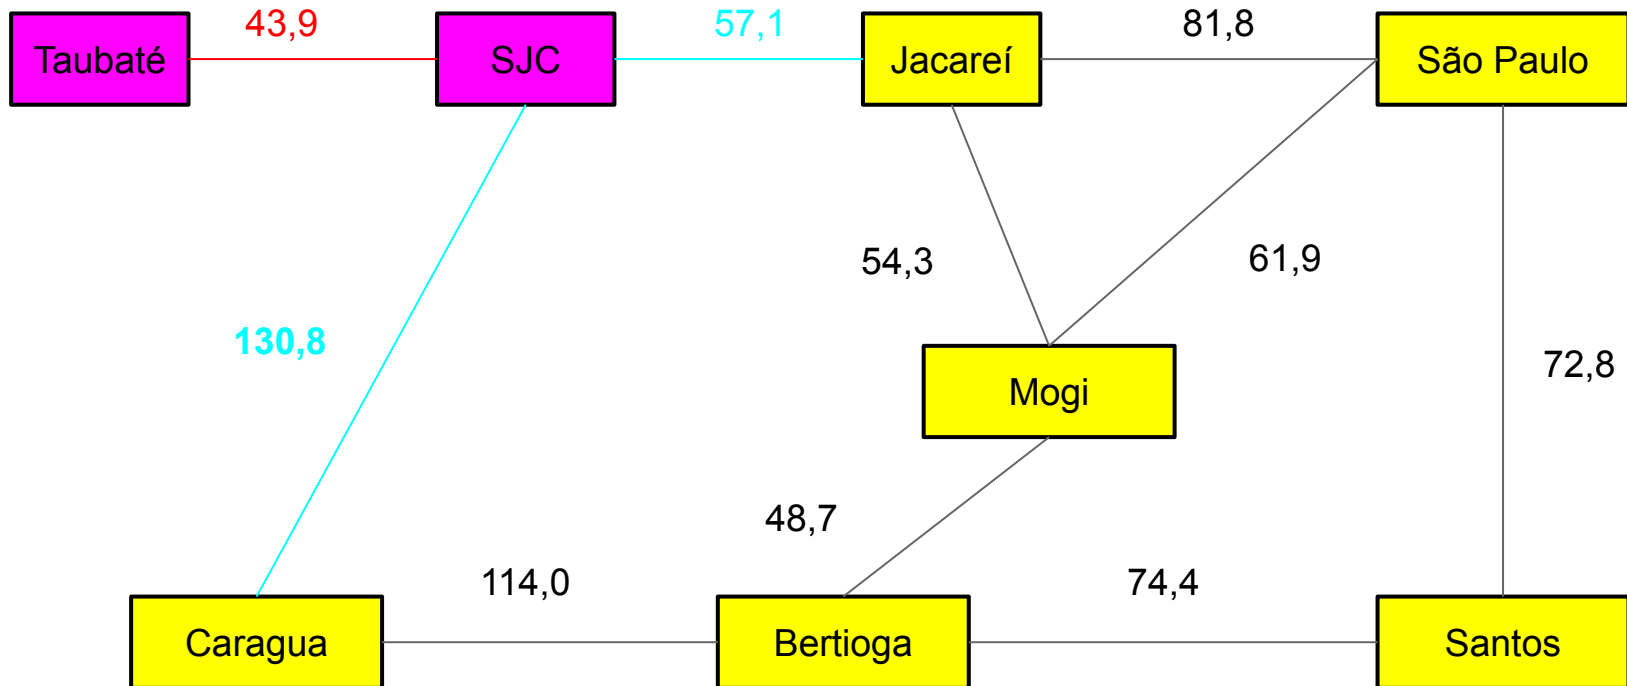 43,9
57,1
81,8
Taubaté
SJC
Jacareí
São Paulo
54,3
61,9
130,8
72,8
Mogi
48,7
114,0
74,4
Caragua
Bertioga
Santos